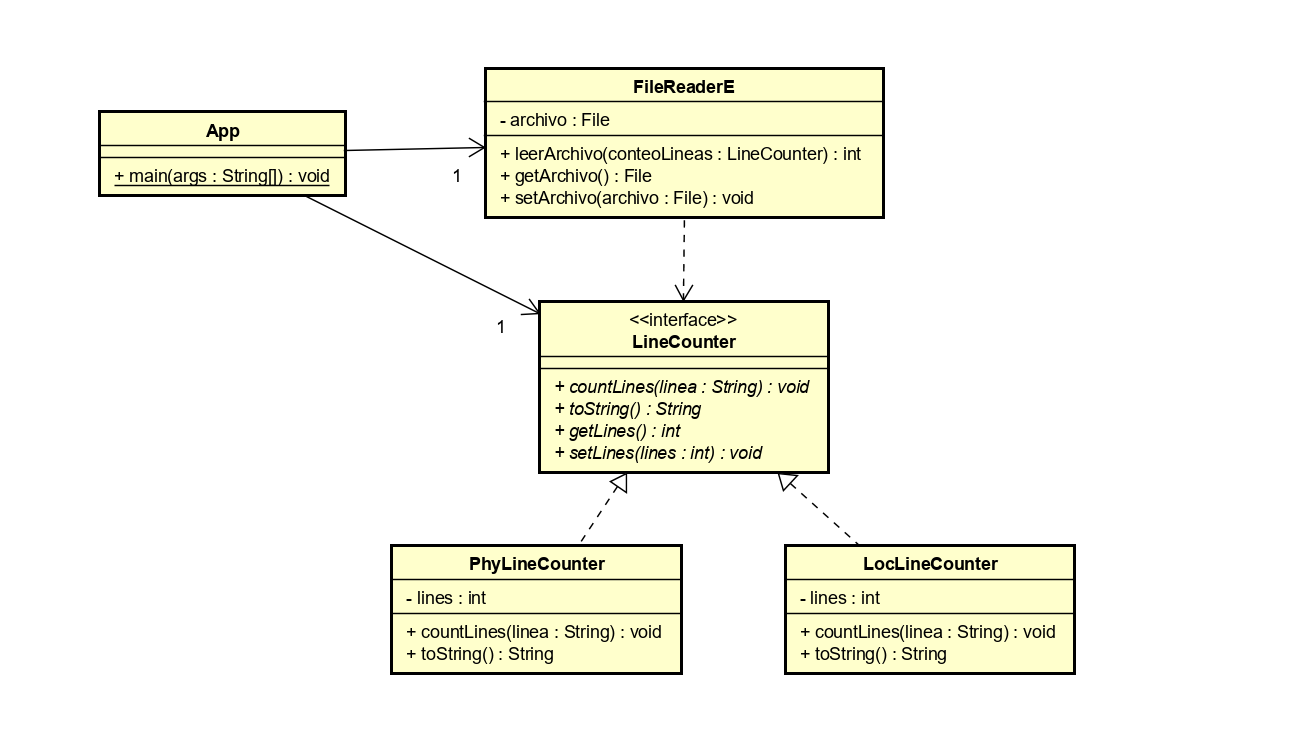 App
+ main(args : String[]) : void
FileReaderE
- archivo : File
+ leerArchivo(conteoLineas : LineCounter) : int
+ getArchivo() : File
+ setArchivo(archivo : File) : void
1
1
<<interface>>
LineCounter
+ countLines(linea : String) : void
+ toString() : String
+ getLines() : int
+ setLines(lines : int) : void
PhyLineCounter
- lines : int
+ countLines(linea : String) : void
+ toString() : String
LocLineCounter
- lines : int
+ countLines(linea : String) : void
+ toString() : String